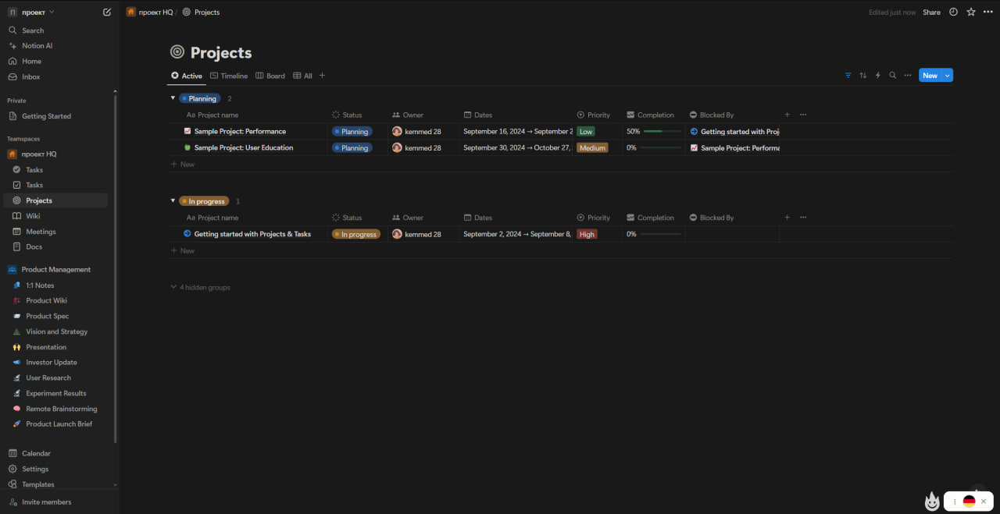 П проект
проект HQ / Projects
Edited just now Share
Search
Notion AI
Home
Inbox
Private
Getting Started
Teamspaces
проект HQ
Tasks
Tasks
Projects
Wiki
Meetings
Docs
Product Management
1:1 Notes
Product Wiki
Product Spec
Vision and Strategy
Presentation
Investor Update
User Research
Experiment Results
Remote Brainstorming
Product Launch Brief
Calendar
Settings
Templates
Invite members
Projects
Active Timeline Board All
New
Planning 2
Aa Project name Status Owner Dates Priority Completion Blocked By
Sample Project: Performance Planning kemmed 28 September 16, 2024 → September 2 Low 50% Getting started with Proj
Sample Project: User Education Planning kemmed 28 September 30, 2024 → October 27, Medium 0% Sample Project: Performa
+ New
In progress 1
Aa Project name Status Owner Dates Priority Completion Blocked By
Getting started with Projects & Tasks In progress kemmed 28 September 2, 2024 → September 8, High 0%
+ New
4 hidden groups